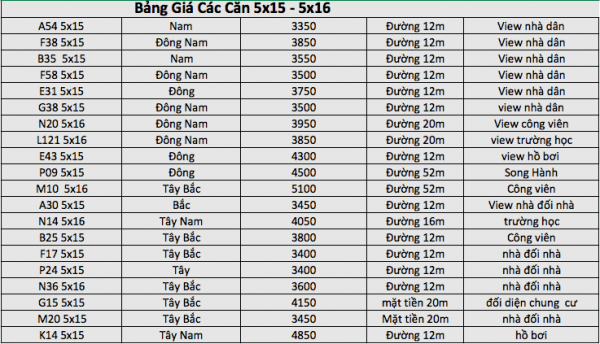 Bảng Giá Các Căn 5x15 - 5x16
A54 5x15 Nam 3350 Đường 12m View nhà dân
F38 5x15 Đông Nam 3850 Đường 12m View nhà dân
B35 5x15 Nam 3550 Đường 12m View nhà dân
F58 5x15 Đông Nam 3500 Đường 12m View nhà dân
E31 5x15 Đông 3750 Đường 12m View nhà dân
G38 5x15 Đông Nam 3500 Đường 12m view nhà dân
N20 5x16 Đông Nam 3950 Đường 20m View công viên
L121 5x16 Đông Nam 3850 Đường 20m view trường học
E43 5x15 Đông 4300 Đường 12m view hồ bơi
P09 5x15 Đông 4500 Đường 52m Song Hành
M10 5x16 Tây Bắc 5100 Đường 52m Công viên
A30 5x15 Bắc 3450 Đường 12m View nhà đối nhà
N14 5x16 Tây Nam 4050 Đường 16m trường học
B25 5x15 Tây Bắc 3800 Đường 12m Công viên
F17 5x15 Tây Bắc 3400 Đường 12m nhà đối nhà
P24 5x15 Tây 3400 Đường 12m nhà đối nhà
N36 5x16 Tây Bắc 3600 Đường 12m nhà đối nhà
G15 5x15 Tây Bắc 4150 mặt tiền 20m đối diện chung cư
M20 5x15 Tây Bắc 3450 Mặt tiền 20m nhà đối nhà
K14 5x15 Tây Nam 4850 Đường 12m hồ bơi